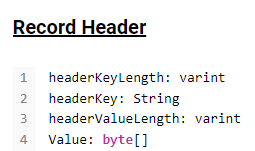 Record Header
1 headerKeyLength: varint
2 headerKey: String
3 headerValueLength: varint
4 Value: byte[]